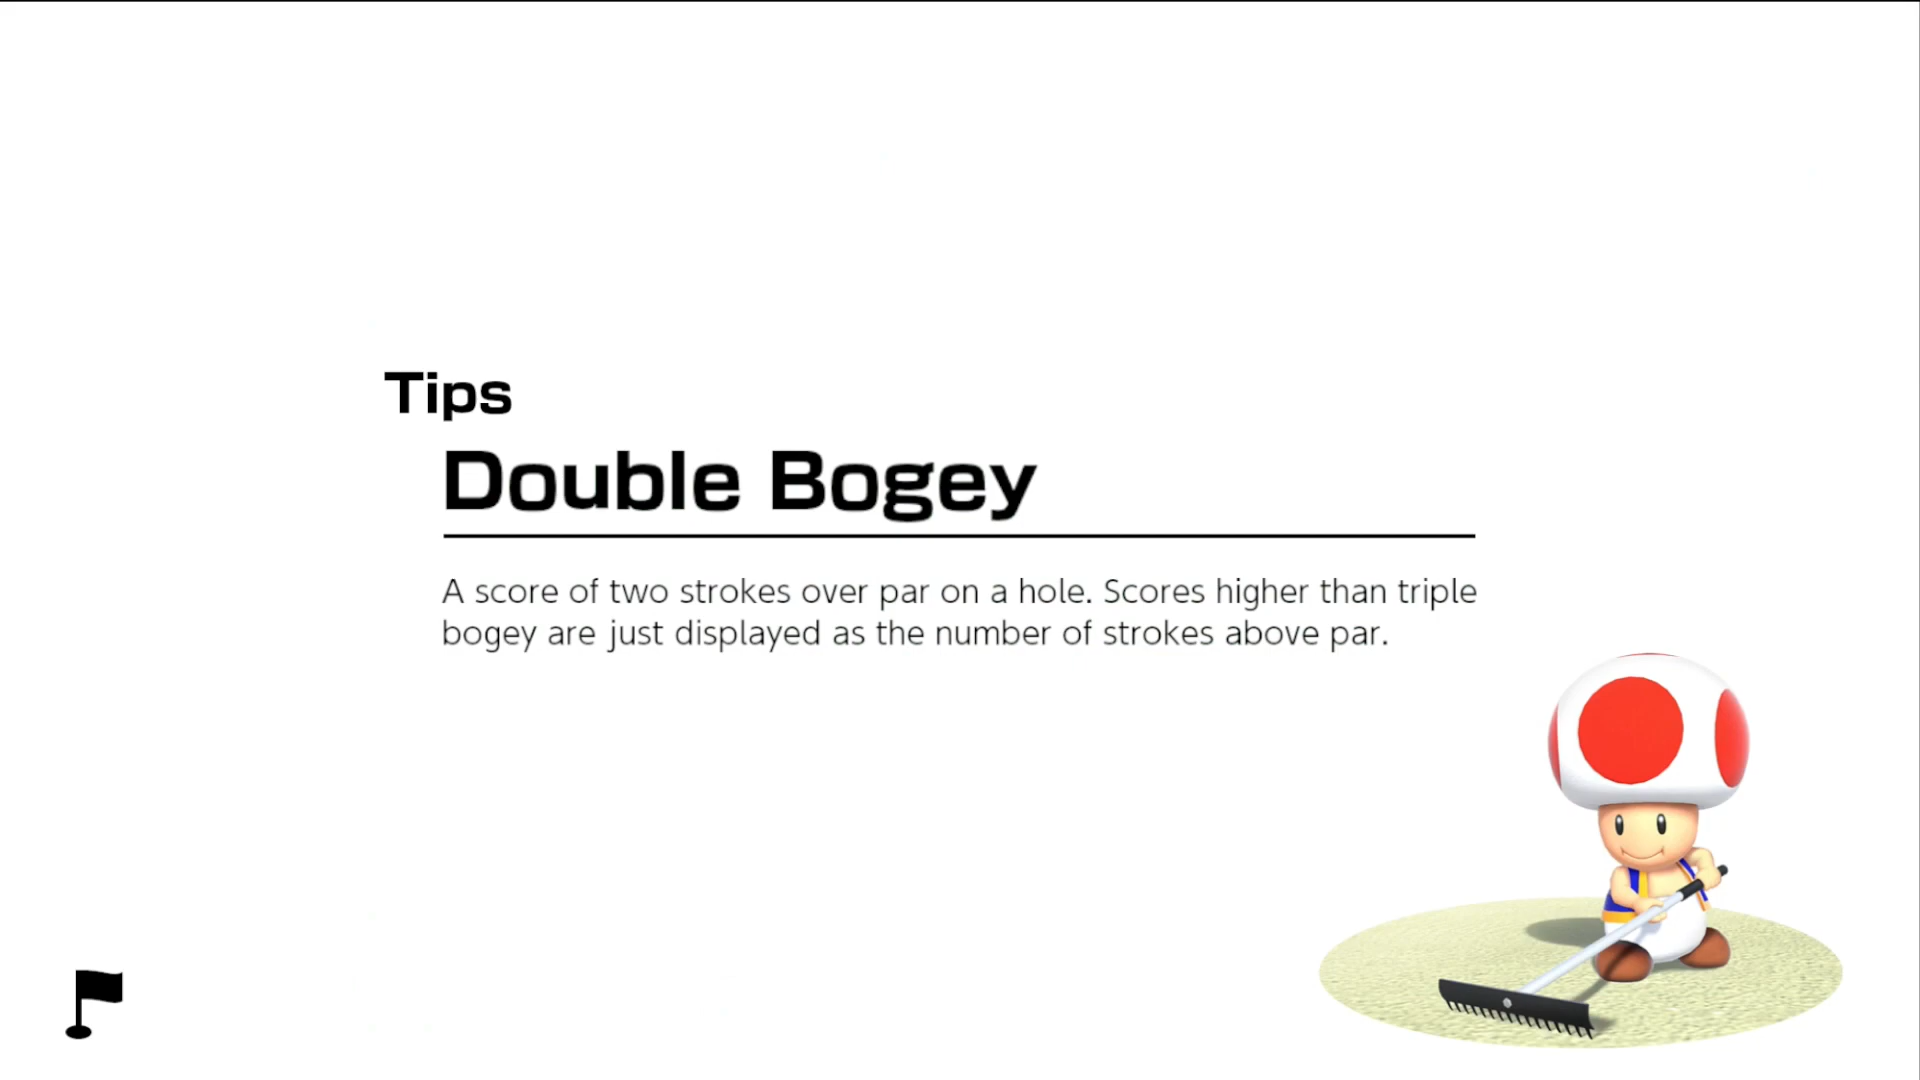 Tips
Double Bogey
A score of two strokes over par on a hole. Scores higher than triple
bogey are just displayed as the number of strokes above par.